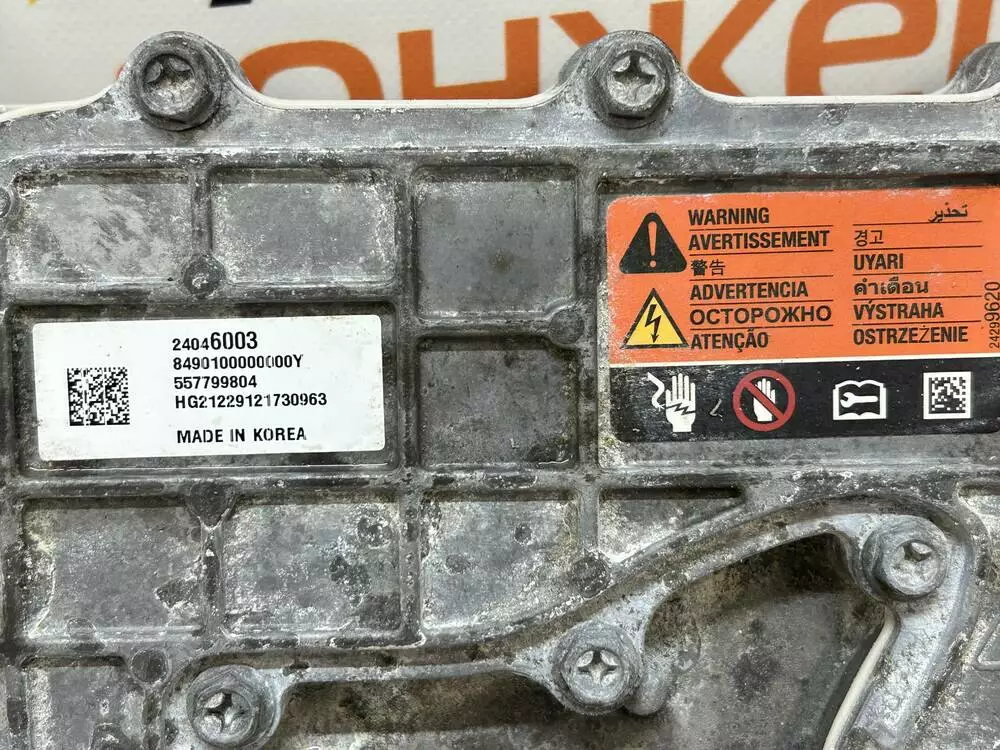 онжер
24046003
8490100000000Y
557799804
HG21229121730963
MADE IN KOREA
WARNING
AVERTISSEMENT
警告
ADVERTENCIA
ОСТОРОЖНО
ATENÇÃO
تحذير
경고
UYARI
คำเตือน
VÝSTRAHA
OSTRZEŻENIE
24299620